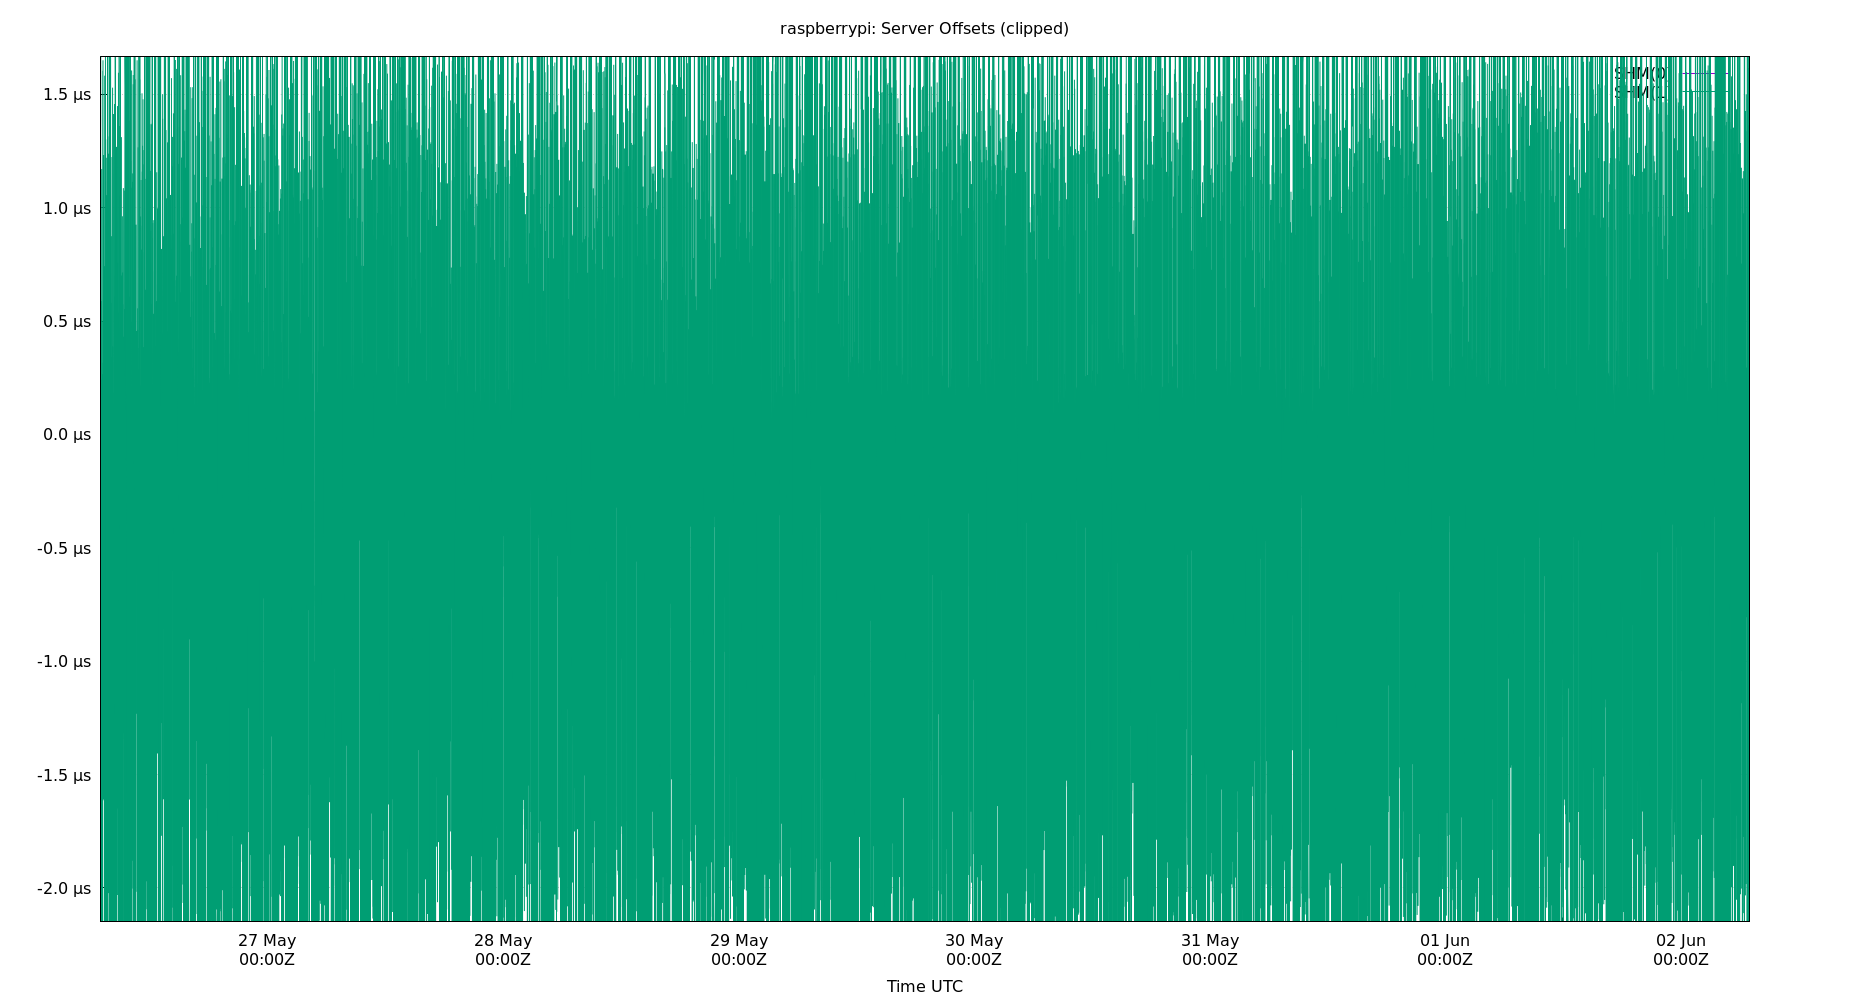 raspberrypi: Server Offsets (clipped)
SHM(0)
1.5 µs
1.0 µs
0.5 µs
0.0 µs
-0.5 µs
-1.0 µs
-1.5 µs
-2.0 µs
27 May
00:00Z
28 May
00:00Z
29 May
00:00Z
30 May
00:00Z
31 May
00:00Z
01 Jun
00:00Z
02 Jun
00:00Z
Time UTC